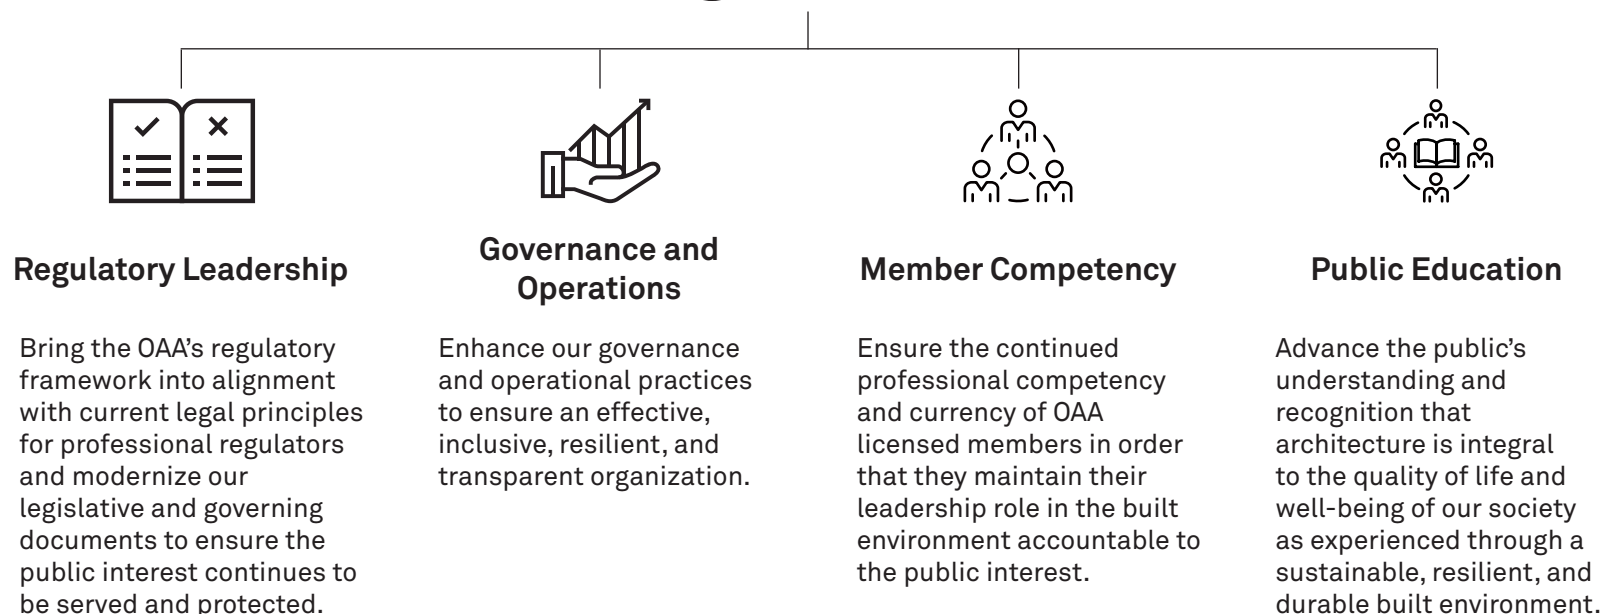 Regulatory Leadership
Bring the OAA’s regulatory
framework into alignment
with current legal principles
for professional regulators
and modernize our
legislative and governing
documents to ensure the
public interest continues to
be served and protected.
Governance and
Operations
Enhance our governance
and operational practices
to ensure an effective,
inclusive, resilient, and
transparent organization.
Member Competency
Ensure the continued
professional competency
and currency of OAA
licensed members in order
that they maintain their
leadership role in the built
environment accountable to
the public interest.
Public Education
Advance the public’s
understanding and
recognition that
architecture is integral
to the quality of life and
well-being of our society
as experienced through a
sustainable, resilient, and
durable built environment.